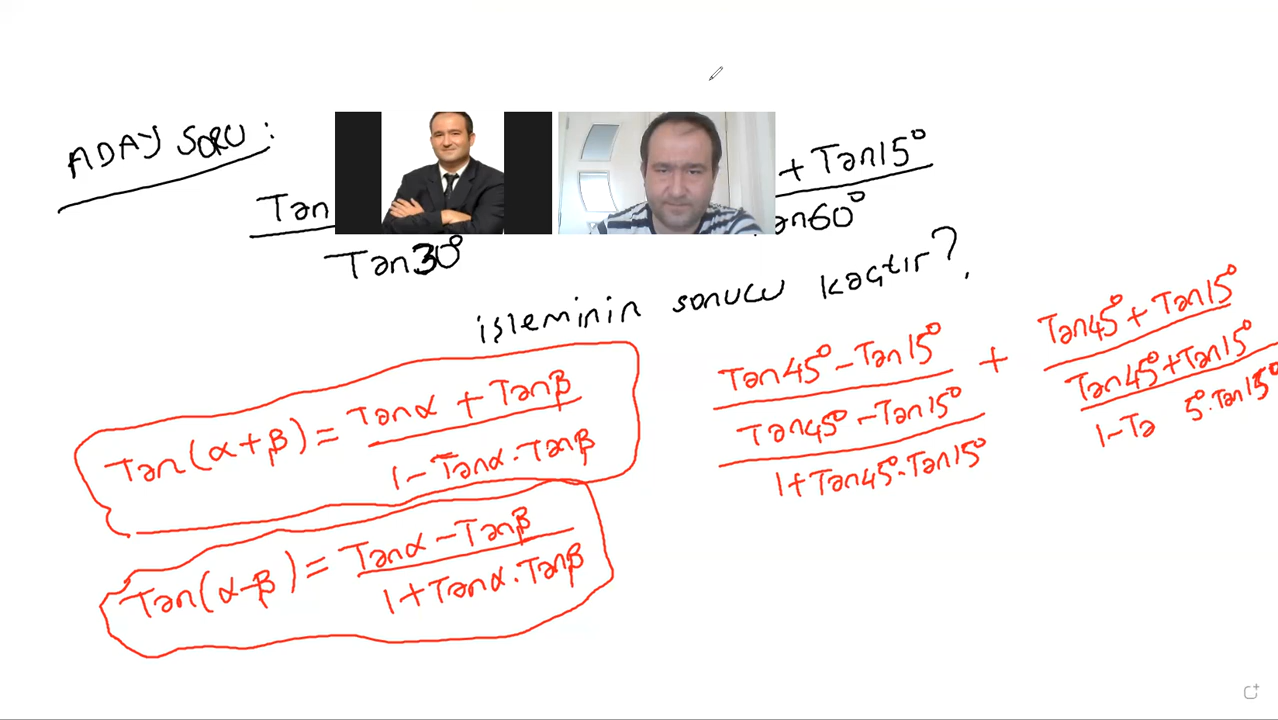 ADAY SORU:
Tan + Tan15°
Tan30° an60°
işleminin sonucu kaçtır?
Tan(α+β) = Tanα + Tanβ / 1 - Tanα.Tanβ
Tan(α-β) = Tanα - Tanβ / 1 + Tanα.Tanβ
Tan45° - Tan15° + Tan45° + Tan15°
Tan45° - Tan15° Tan45° + Tan15°
1 + Tan45°.Tan15° 1 - Ta 5°.Tan15°